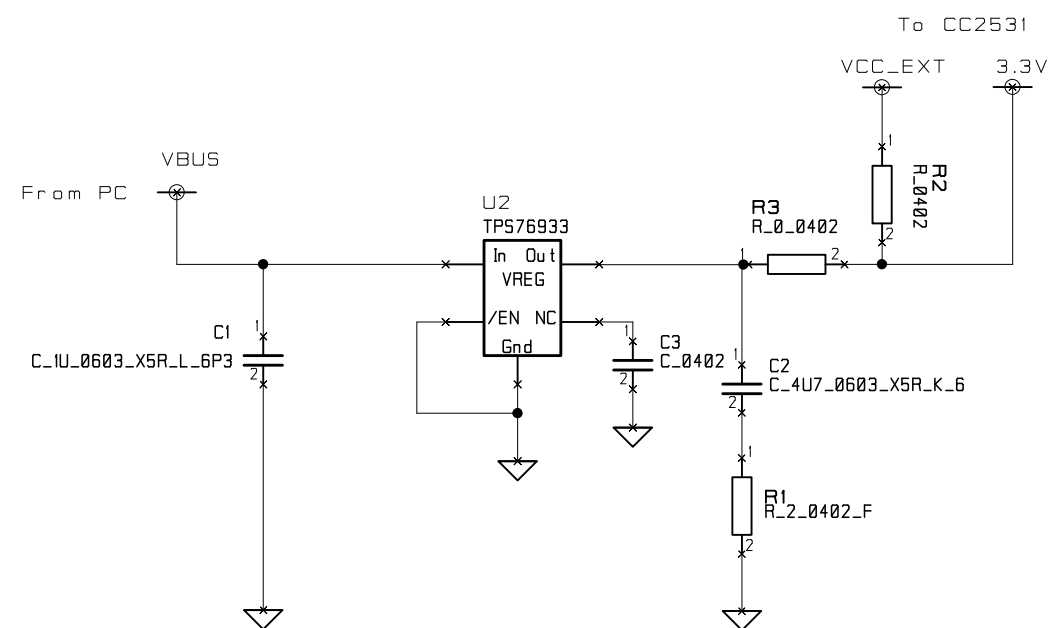 To CC2531
VCC_EXT
3.3V
1
R2
R_0402
2
VBUS
From PC
U2
TPS76933
In Out
VREG
/EN NC
Gnd
R3
R_0_0402
1
2
C1
1
C_1U_0603_X5R_L_6P3
2
1
C3
C_0402
2
1
C2
C_4U7_0603_X5R_K_6
2
1
R1
R_2_0402_F
2